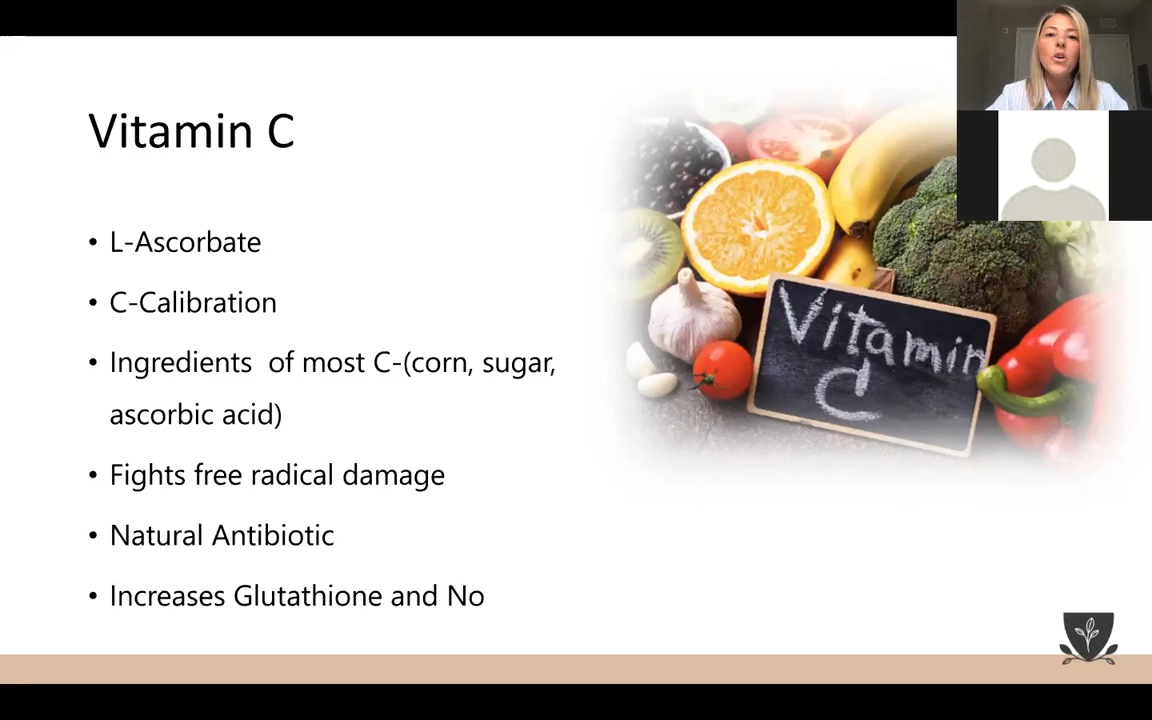 Vitamin C
• L-Ascorbate
• C-Calibration
• Ingredients  of most C-(corn, sugar,
ascorbic acid)
• Fights free radical damage
• Natural Antibiotic
• Increases Glutathione and No
Vitamin
C